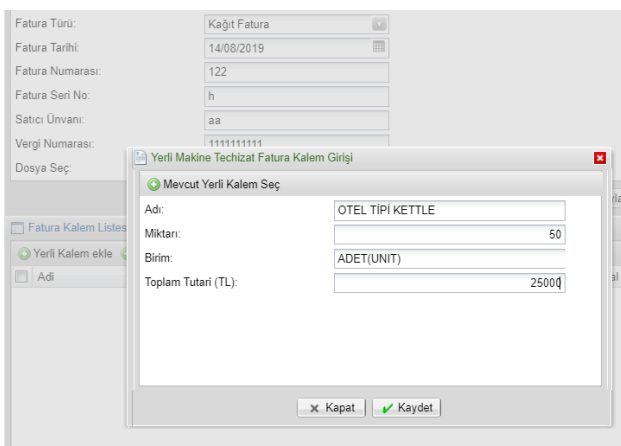 Fatura Türü: Kağıt Fatura
Fatura Tarihi: 14/08/2019
Fatura Numarası: 122
Fatura Seri No: h
Satıcı Ünvanı: aa
Vergi Numarası: 1111111111
Dosya Seç:
Yerli Makine Techizat Fatura Kalem Girişi
Mevcut Yerli Kalem Seç
Adı: OTEL TİPİ KETTLE
Miktarı: 50
Birim: ADET(UNIT)
Toplam Tutari (TL): 25000
Kapat Kaydet
Fatura Kalem Listes
Yerli Kalem ekle
Adi